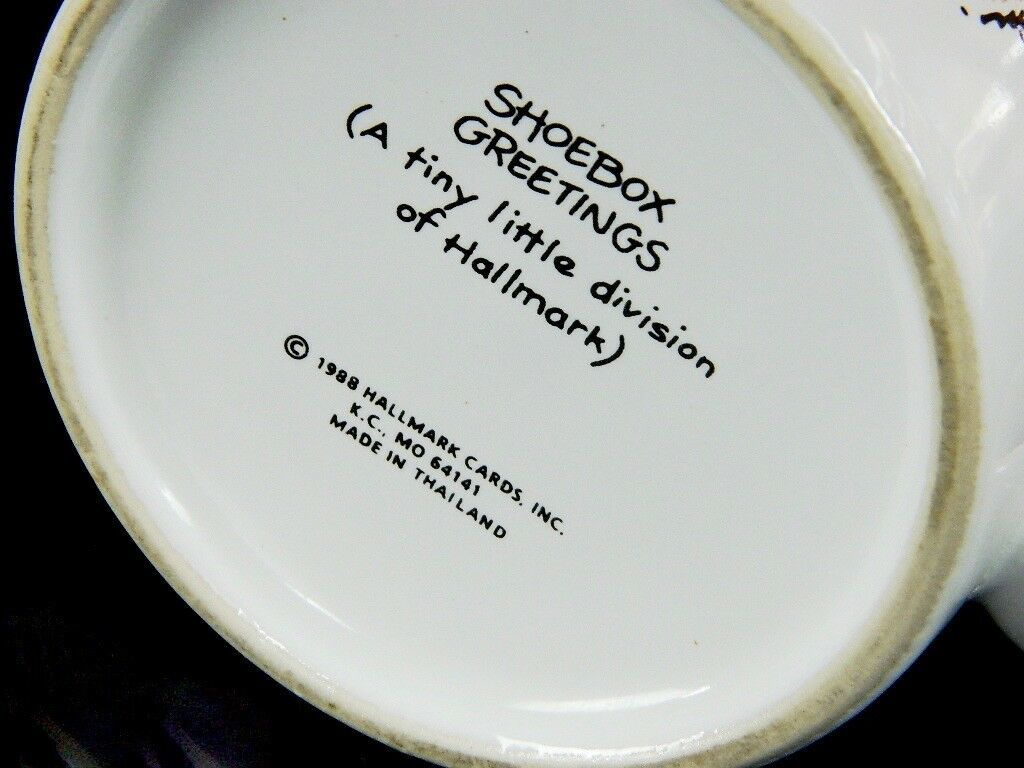 SHOEBOX
GREETINGS
(A tiny little division
of Hallmark)
© 1988 HALLMARK CARDS, INC.
K.C., MO 64141
MADE IN THAILAND